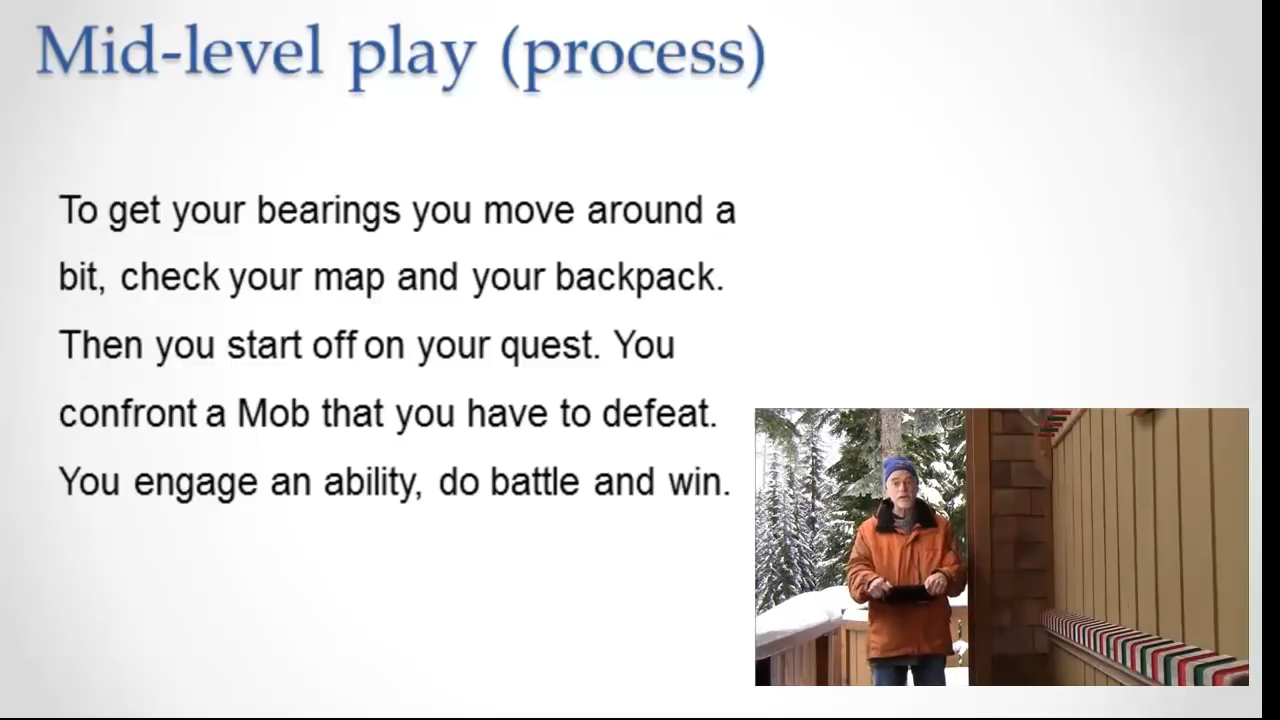 Mid-level play (process)
To get your bearings you move around a
bit, check your map and your backpack.
Then you start off on your quest. You
confront a Mob that you have to defeat.
You engage an ability, do battle and win.